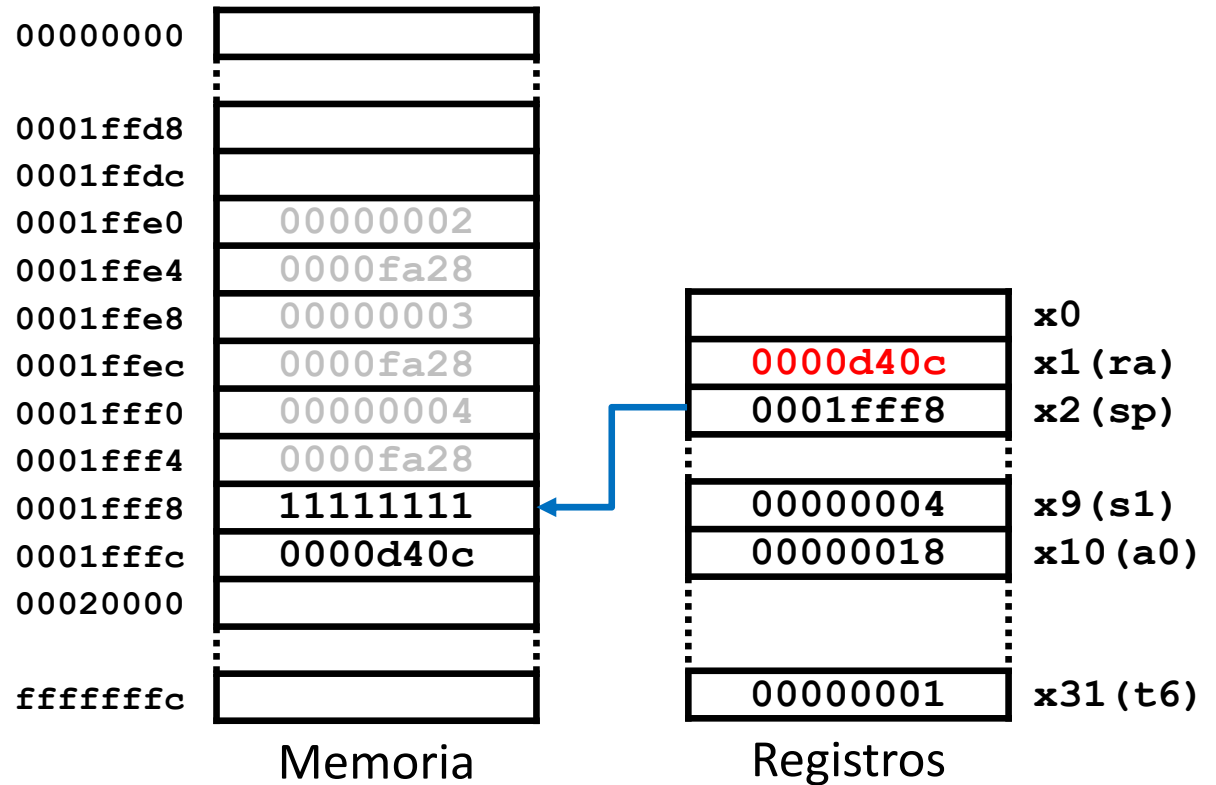 00000000
0001ffd8
0001ffdc
0001ffe0 00000002
0001ffe4 0000fa28
0001ffe8 00000003
0001ffec 0000fa28
0001fff0 00000004
0001fff4 0000fa28
0001fff8 11111111
0001fffc 0000d40c
00020000
fffffffc
Memoria
x0
0000d40c x1(ra)
0001fff8 x2(sp)
00000004 x9(s1)
00000018 x10(a0)
00000001 x31(t6)
Registros